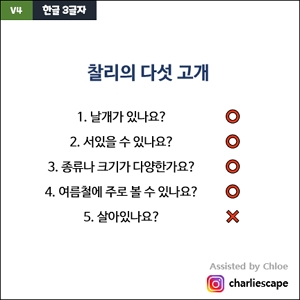 V4 한글 3글자
찰리의 다섯 고개
1. 날개가 있나요? O
2. 서있을 수 있나요? O
3. 종류나 크기가 다양한가요? O
4. 여름철에 주로 볼 수 있나요? O
5. 살아있나요? X
Assisted by Chloe
charliescape